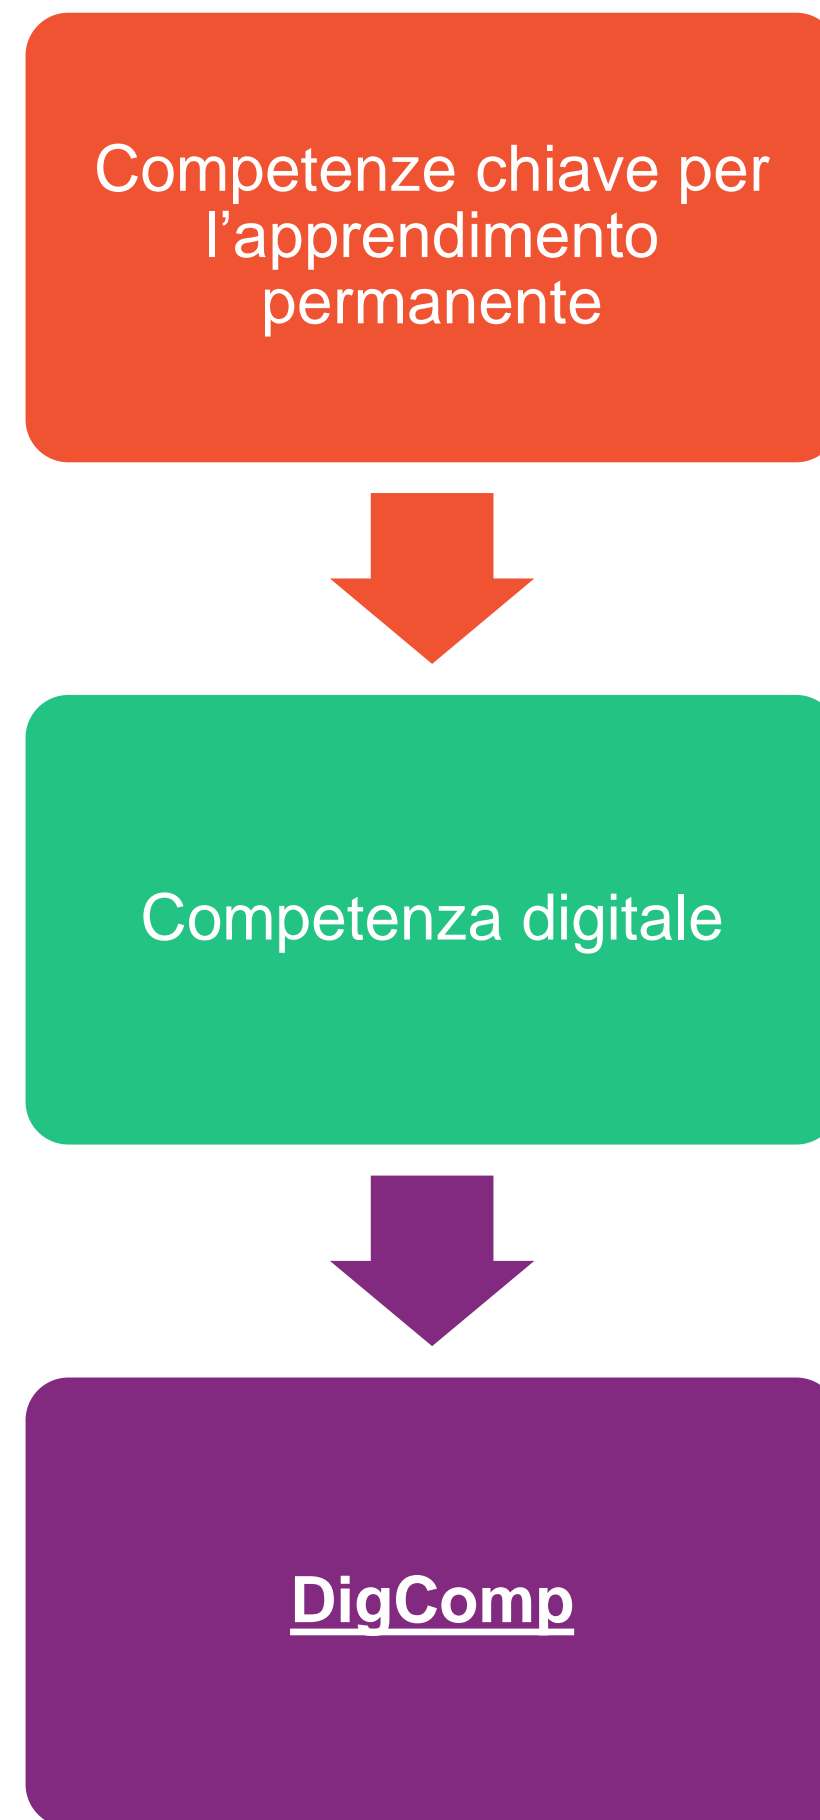 Competenze chiave per
l’apprendimento
permanente
Competenza digitale
DigComp